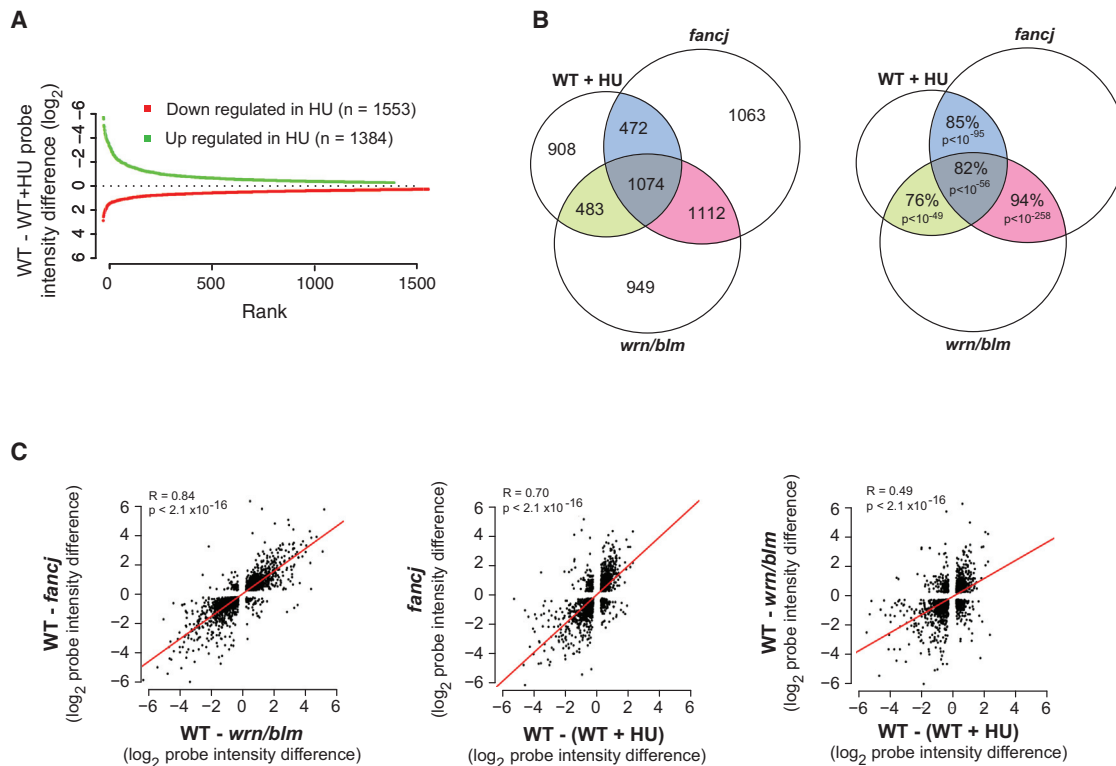 A
WT - WT+HU probe
intensity difference (log2)
−6
−4
−2
0
2
4
6
Down regulated in HU (n = 1553)
Up regulated in HU (n = 1384)
0
500
1000
1500
Rank
B
fancj
WT + HU
472
1063
908
1074
483
1112
949
wrn/blm
fancj
WT + HU
85%
p<10-95
82%
p<10-56
76%
p<10-49
94%
p<10-258
wrn/blm
C
WT - fancj
(log2 probe intensity difference)
R = 0.84
p < 2.1 x10-16
6
4
2
0
−2
−4
−6
−6 −4 −2 0 2 4 6
WT - wrn/blm
(log2 probe intensity difference)
fancj
(log2 probe intensity difference)
R = 0.70
p < 2.1 x10-16
6
4
2
0
−2
−4
−6
−6 −4 −2 0 2 4 6
WT - (WT + HU)
(log2 probe intensity difference)
WT - wrn/blm
(log2 probe intensity difference)
R = 0.49
p < 2.1 x10-16
6
4
2
0
−2
−4
−6
−6 −4 −2 0 2 4 6
WT - (WT + HU)
(log2 probe intensity difference)